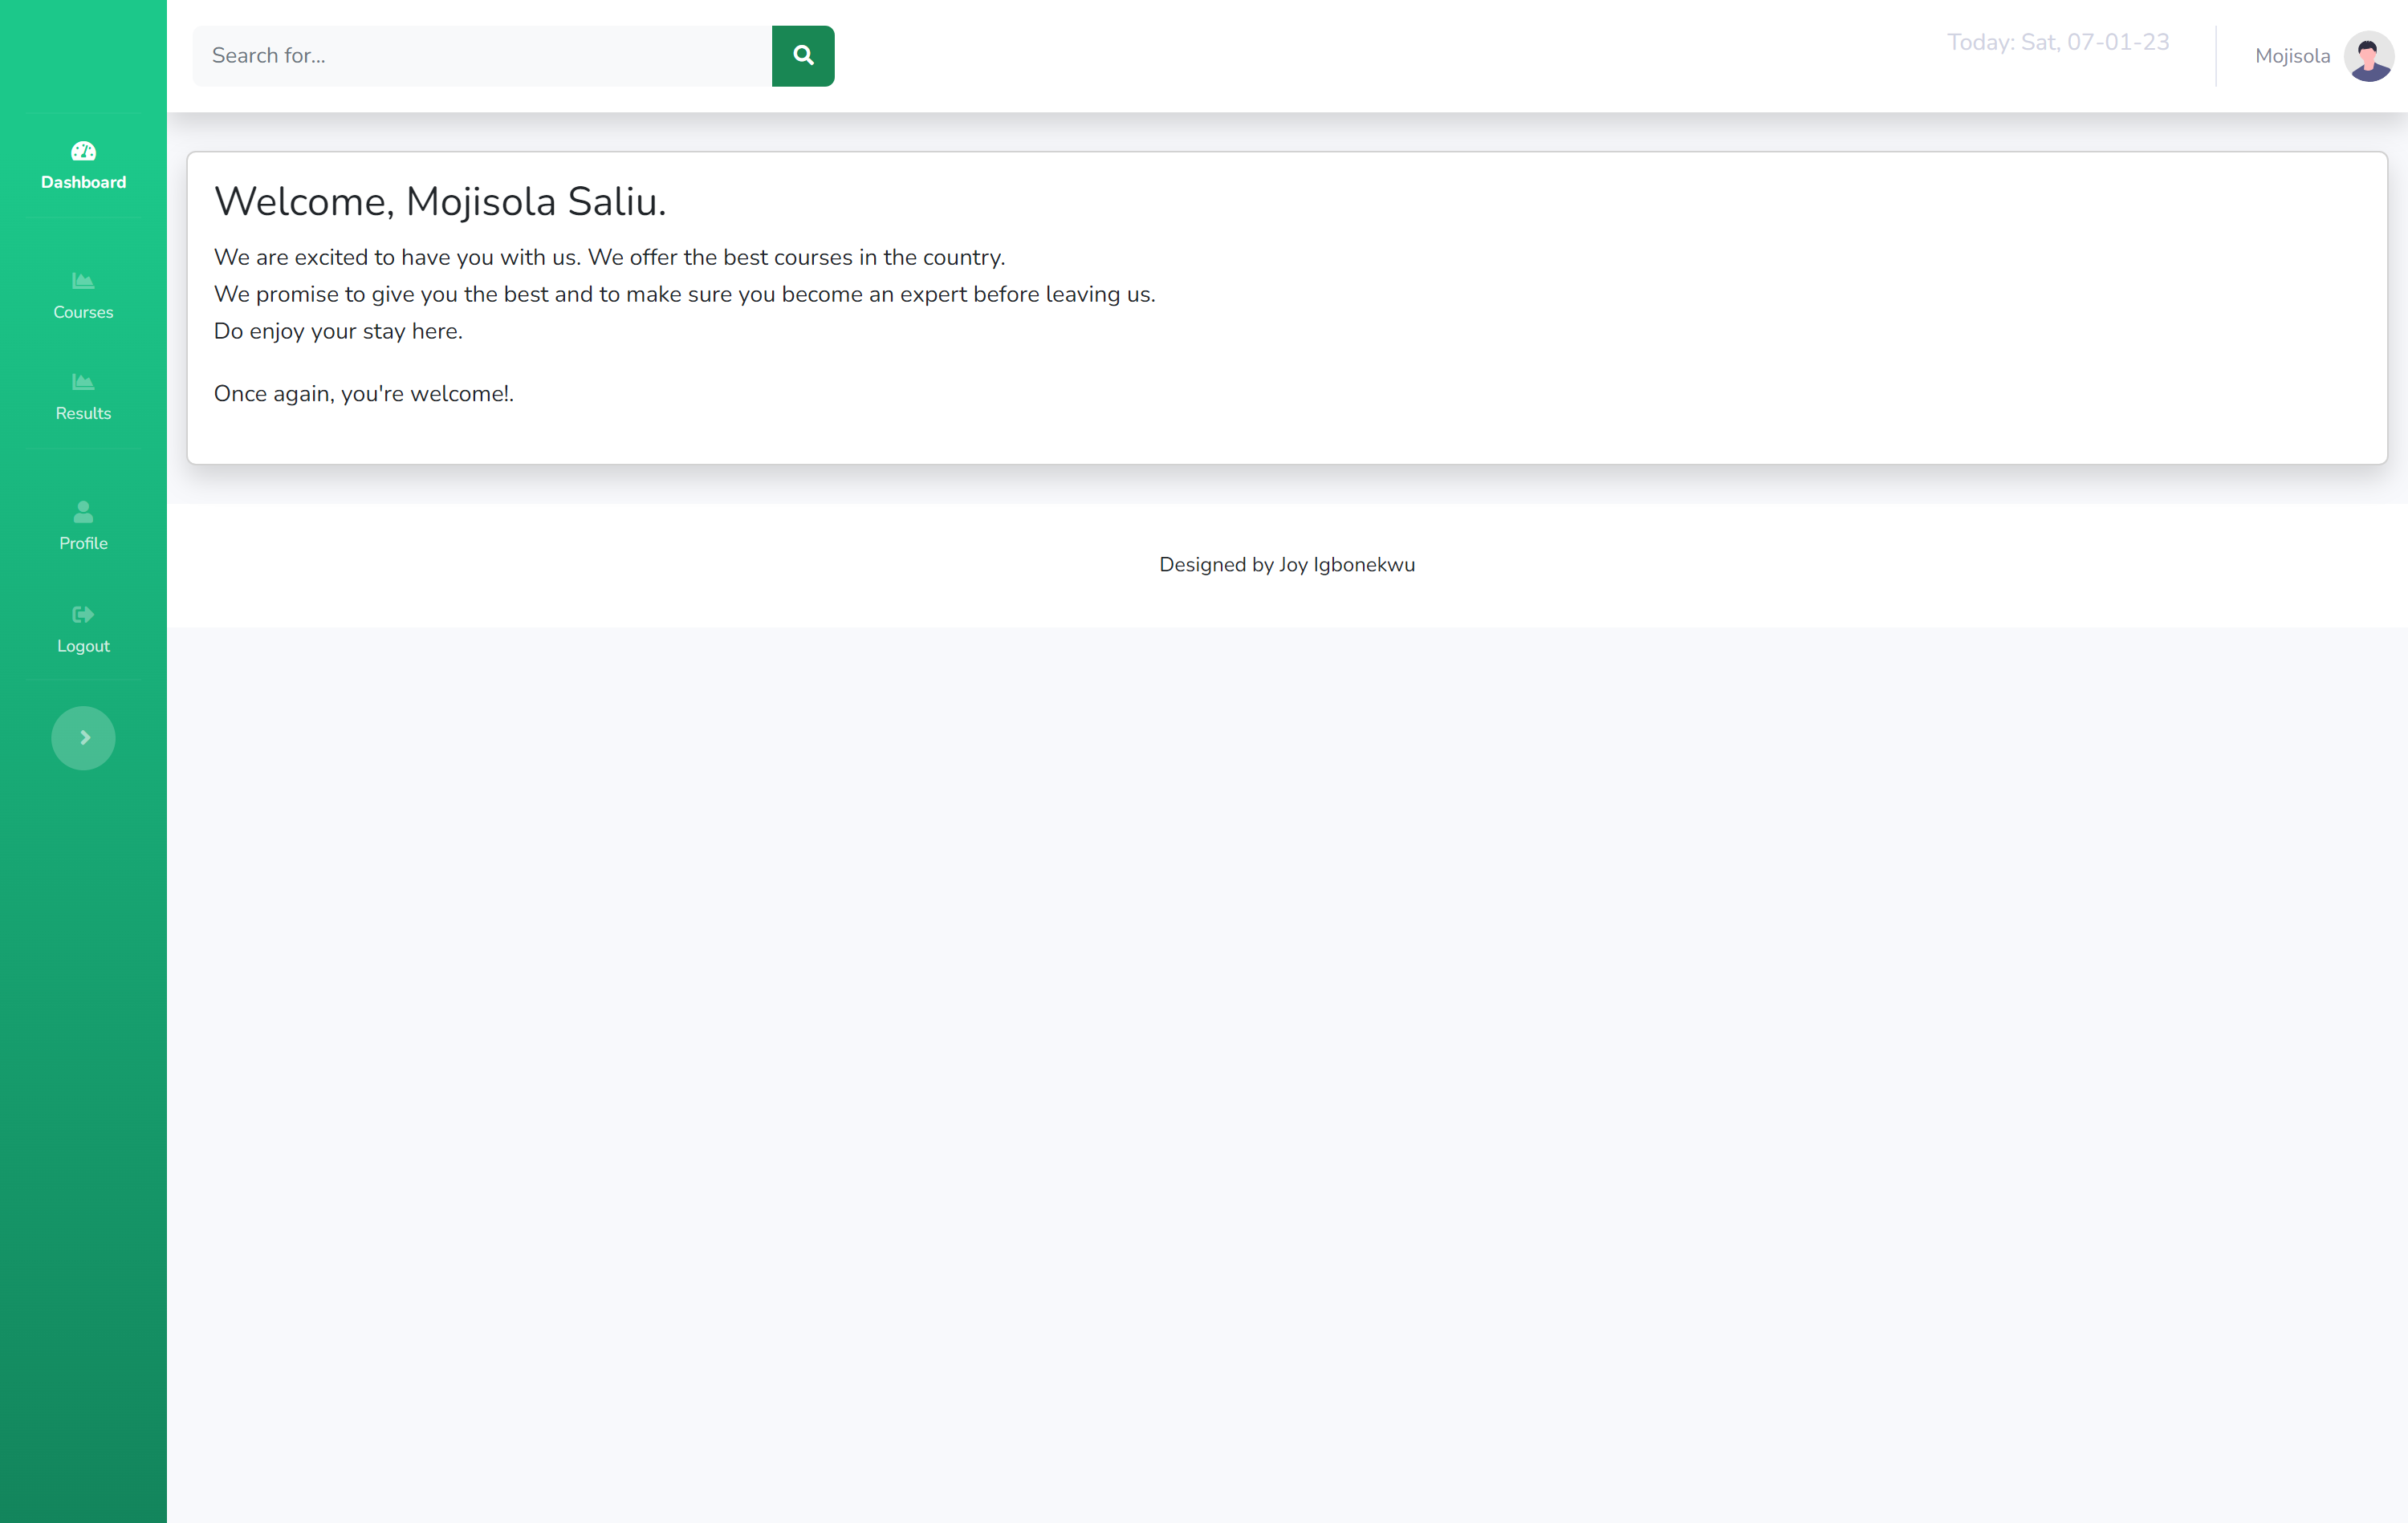 Search for...
Today: Sat, 07-01-23
Mojisola
Dashboard
Courses
Results
Profile
Logout
Welcome, Mojisola Saliu.
We are excited to have you with us. We offer the best courses in the country.
We promise to give you the best and to make sure you become an expert before leaving us.
Do enjoy your stay here.
Once again, you're welcome!.
Designed by Joy Igbonekwu